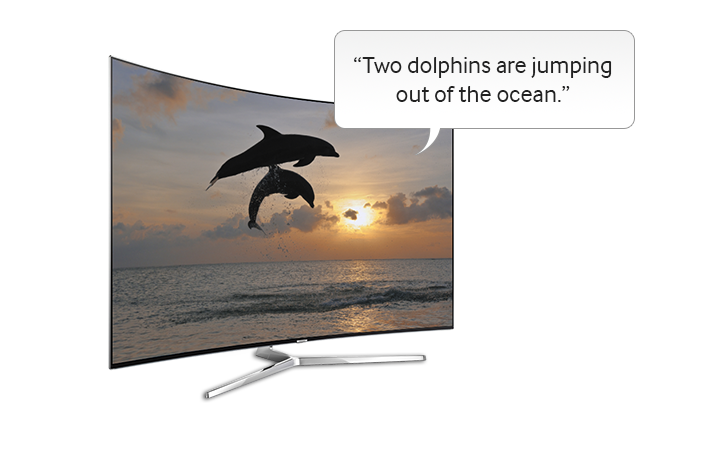 “Two dolphins are jumping
out of the ocean.”